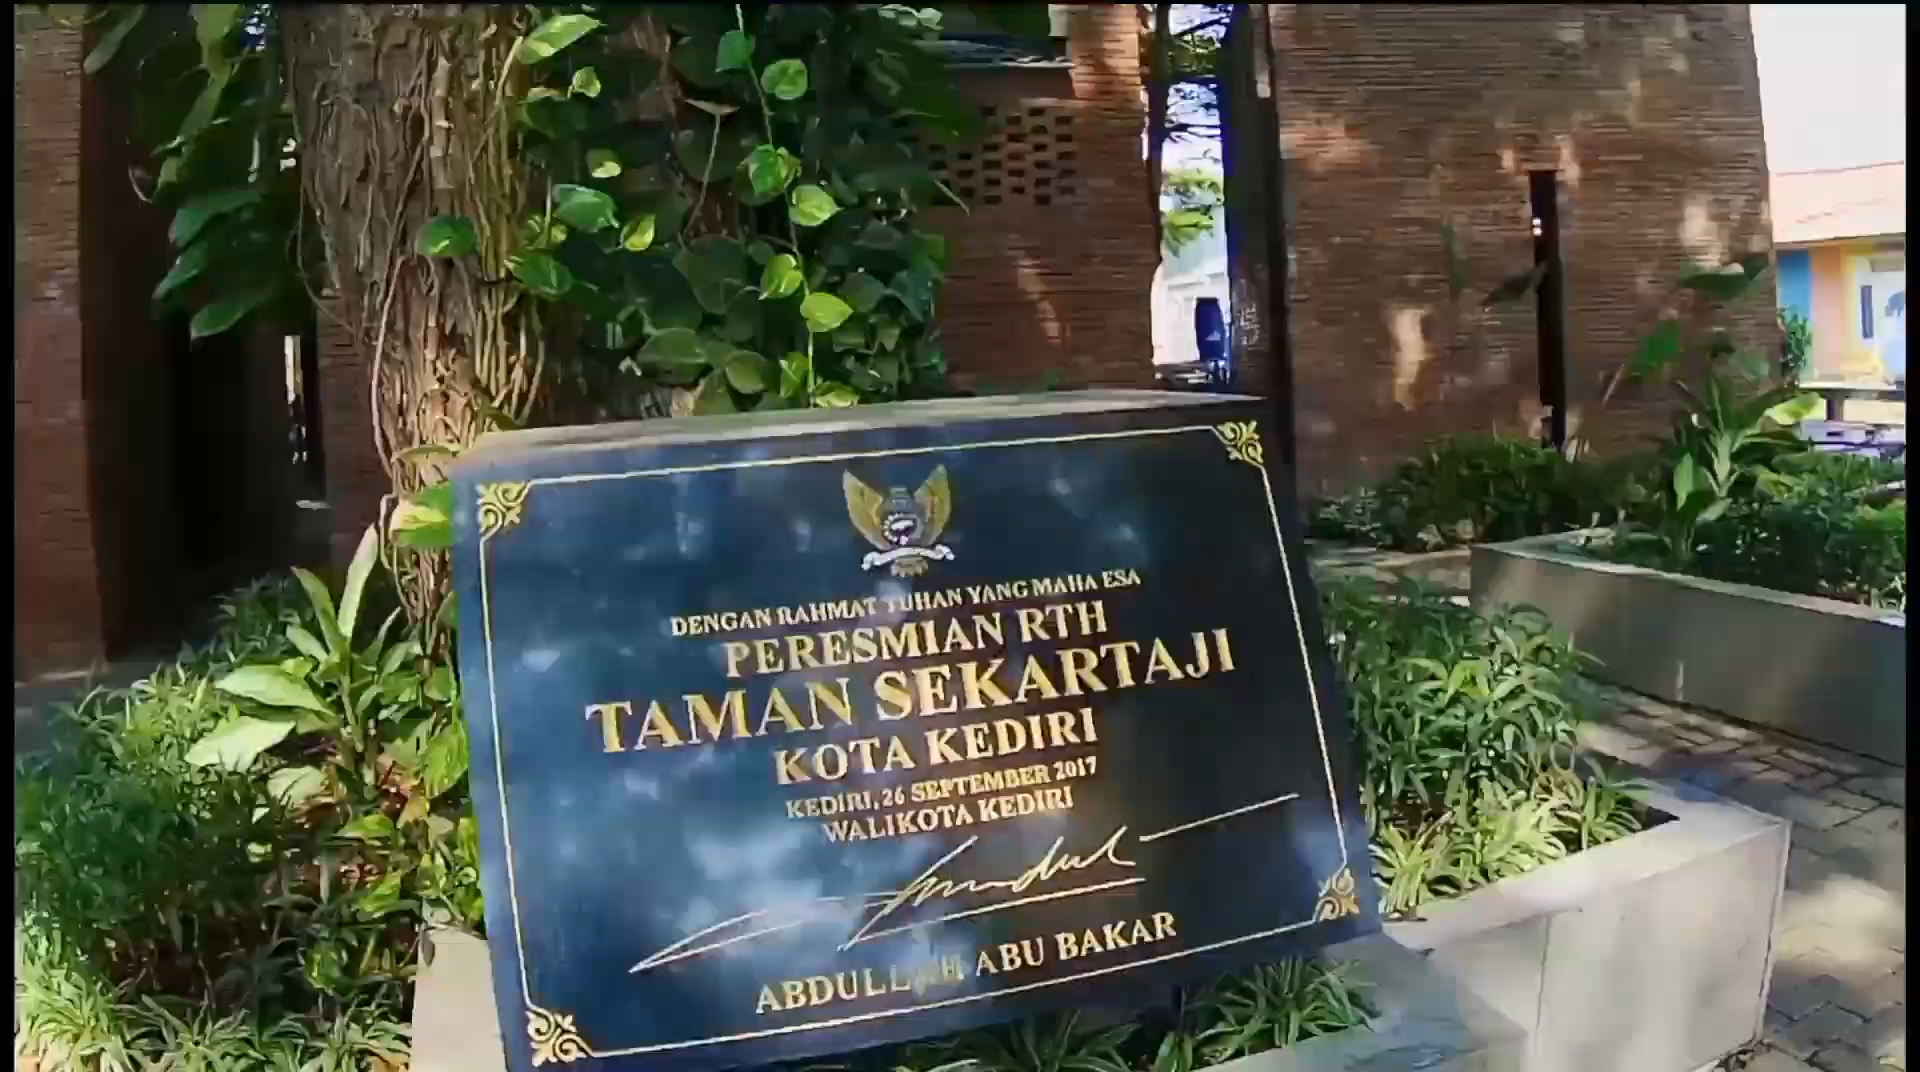 DENGAN RAHMAT TUHAN YANG MAHA ESA
PERESMIAN RTH
TAMAN SEKARTAJI
KOTA KEDIRI
KEDIRI, 26 SEPTEMBER 2017
WALIKOTA KEDIRI
ABDULLAH ABU BAKAR